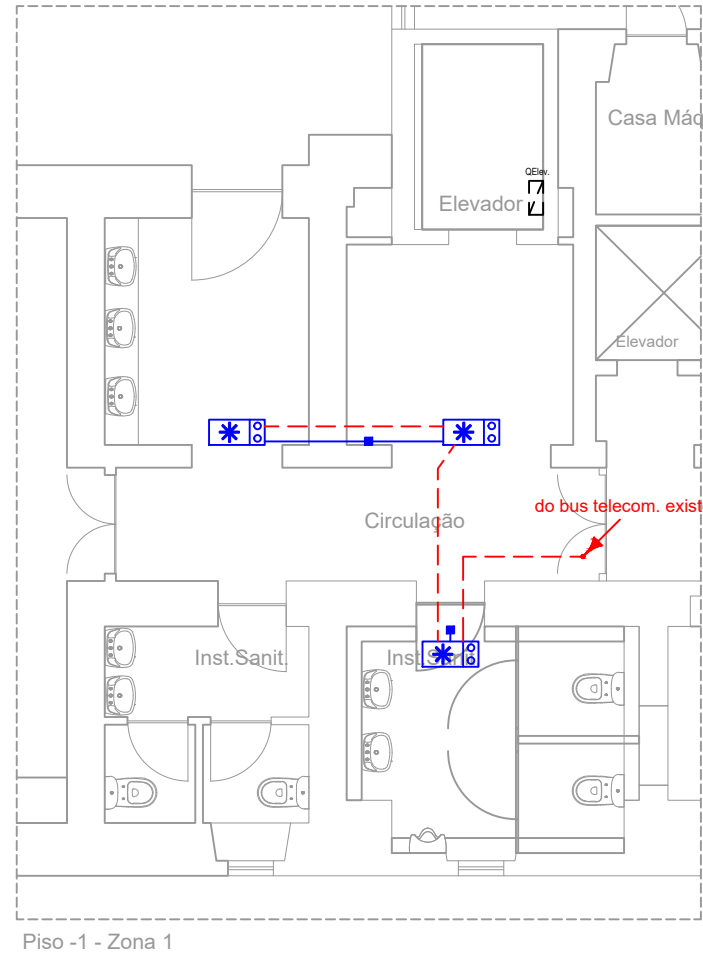 Casa Máq
QElev.
Elevador
Elevador
do bus telecom. exist
Circulação
Inst.Sanit.
Inst.Sanit.
Piso -1 - Zona 1